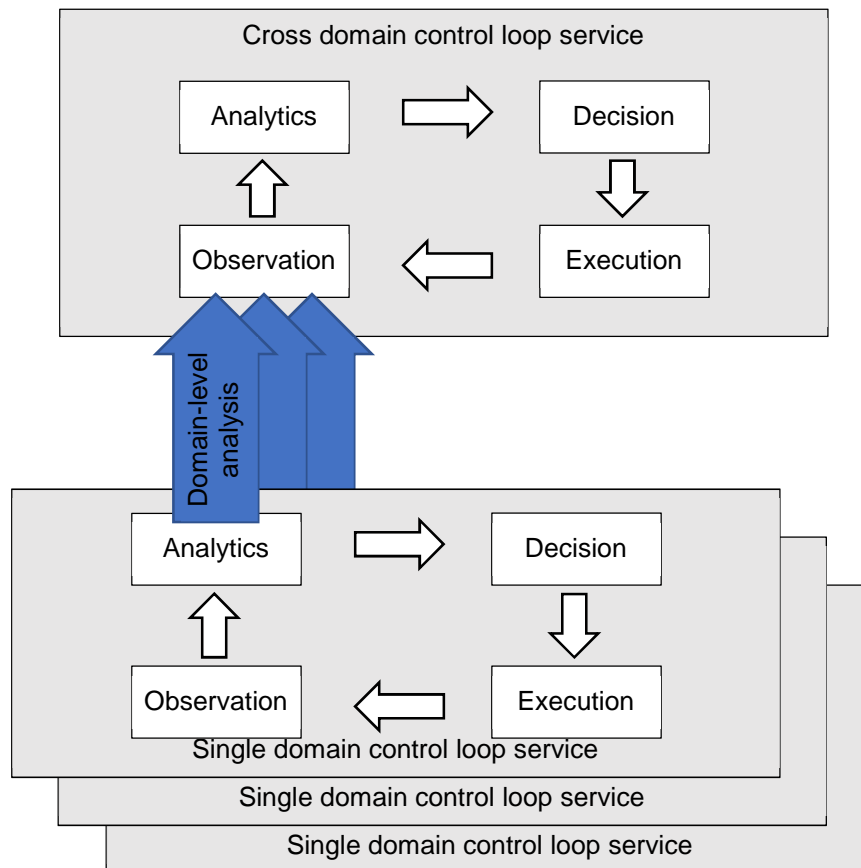 Cross domain control loop service
Analytics
Decision
Observation
Execution
Domain-level
analysis
Analytics
Decision
Observation
Execution
Single domain control loop service
Single domain control loop service
Single domain control loop service